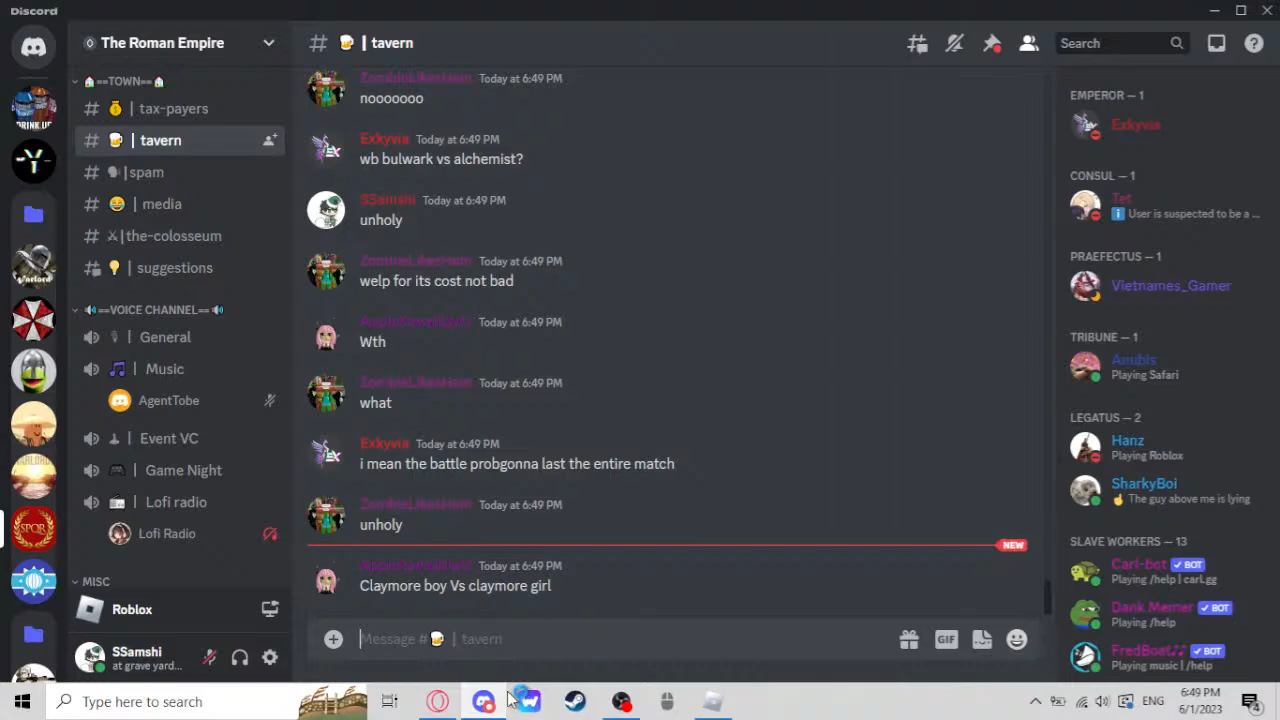 Discord
The Roman Empire
==TOWN==
tax-payers
| tavern
| spam
| media
|the-colosseum
| suggestions
==VOICE CHANNEL==
| General
| Music
AgentTobe
| Event VC
| Game Night
| Lofi radio
Lofi Radio
MISC
Roblox
SSamshi
at grave yard...
| tavern
Search
ZombieLikesHum Today at 6:49 PM
nooooooo
Exkyvia Today at 6:49 PM
wb bulwark vs alchemist?
SSamshi Today at 6:49 PM
unholy
ZombieLikesHum Today at 6:49 PM
welp for its cost not bad
Today at 6:49 PM
Wth
ZombieLikesHum Today at 6:49 PM
what
Exkyvia Today at 6:49 PM
i mean the battle probgonna last the entire match
ZombieLikesHum Today at 6:49 PM
unholy
NEW
Today at 6:49 PM
Claymore boy Vs claymore girl
Message # | tavern
GIF
EMPEROR — 1
Exkyvia
CONSUL — 1
Tet
User is suspected to be a ...
PRAEFECTUS — 1
Vietnames_Gamer
TRIBUNE — 1
Anubis
Playing Safari
LEGATUS — 2
Hanz
Playing Roblox
SharkyBoi
The guy above me is lying
SLAVE WORKERS — 13
Carl-bot BOT
Playing /help | carl.gg
Dank Memer BOT
Playing /help
FredBoat♪♪ BOT
Playing music | /help
Type here to search
ENG
6:49 PM
6/1/2023
4